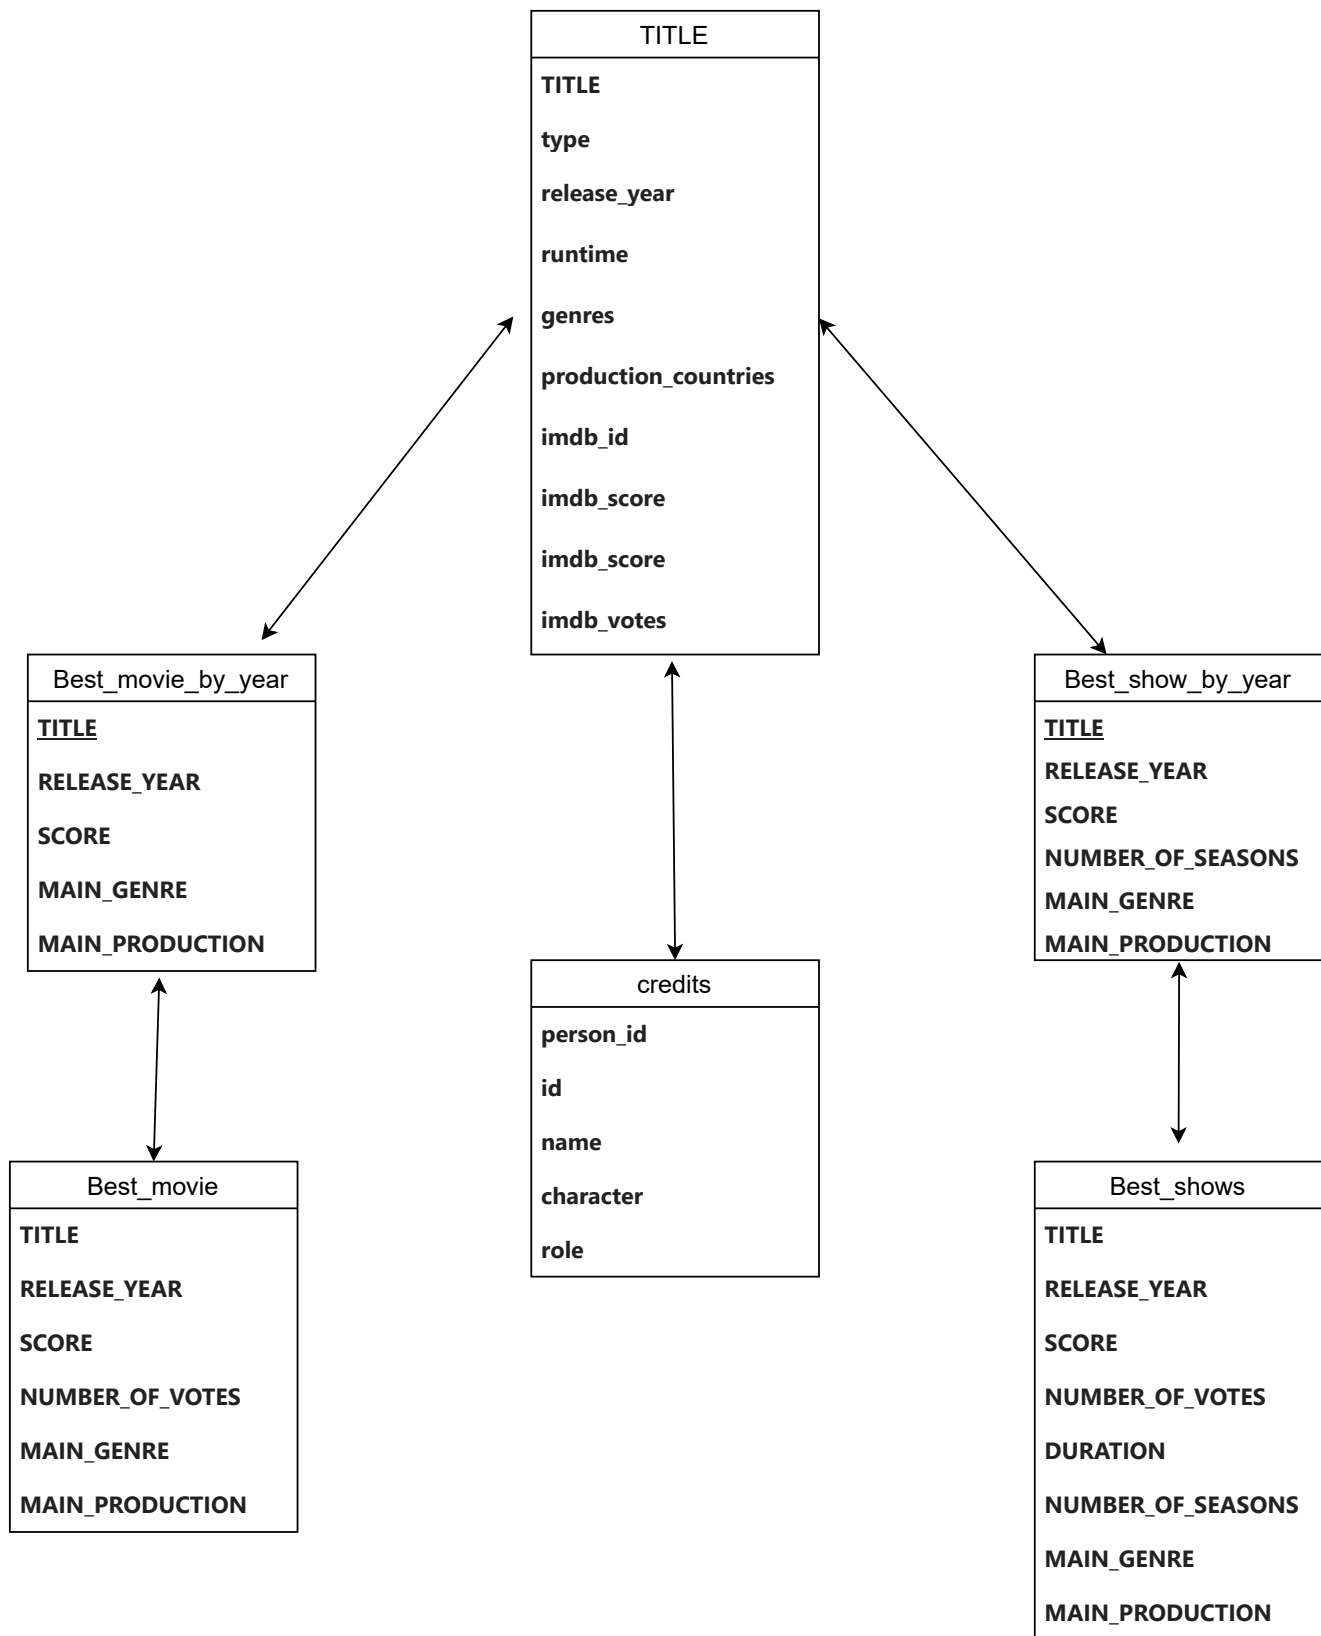 TITLE
TITLE
type
release_year
runtime
genres
production_countries
imdb_id
imdb_score
imdb_score
imdb_votes
Best_movie_by_year
TITLE
RELEASE_YEAR
SCORE
MAIN_GENRE
MAIN_PRODUCTION
Best_show_by_year
TITLE
RELEASE_YEAR
SCORE
NUMBER_OF_SEASONS
MAIN_GENRE
MAIN_PRODUCTION
credits
person_id
id
name
character
role
Best_movie
TITLE
RELEASE_YEAR
SCORE
NUMBER_OF_VOTES
MAIN_GENRE
MAIN_PRODUCTION
Best_shows
TITLE
RELEASE_YEAR
SCORE
NUMBER_OF_VOTES
DURATION
NUMBER_OF_SEASONS
MAIN_GENRE
MAIN_PRODUCTION